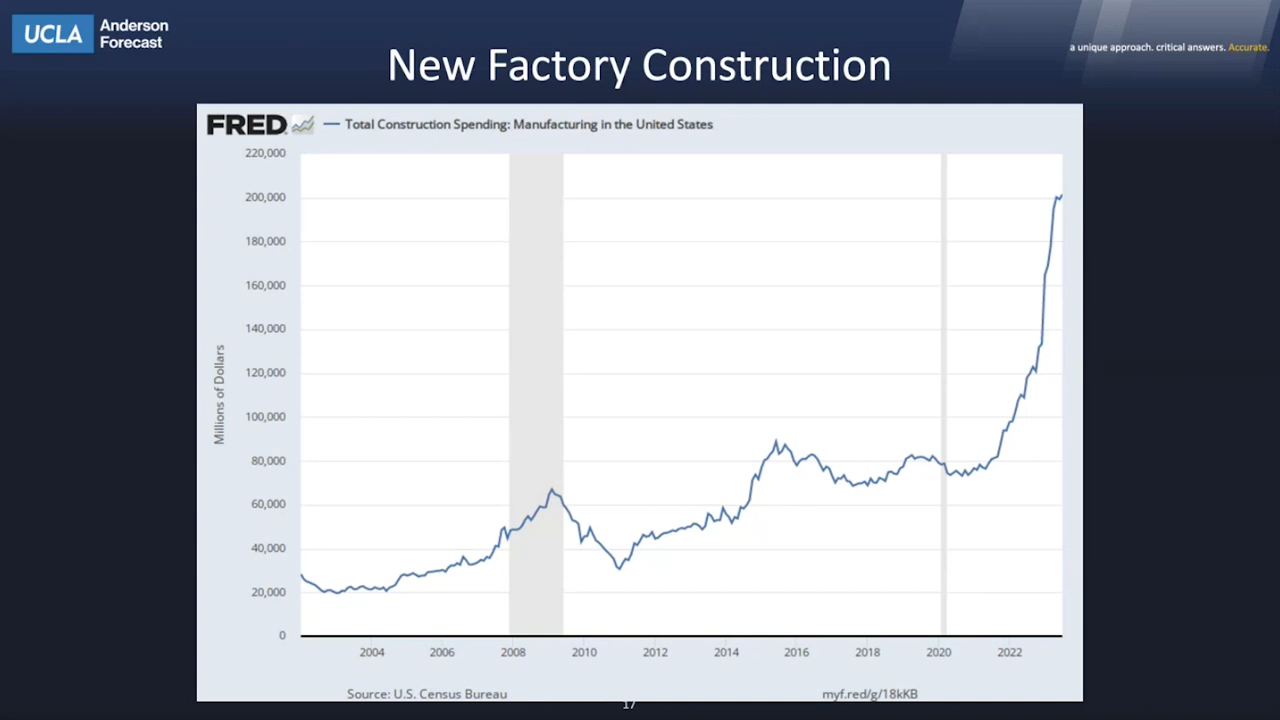 UCLA Anderson
Forecast
a unique approach. critical answers. Accurate.
New Factory Construction
FRED
Total Construction Spending: Manufacturing in the United States
220,000
200,000
180,000
160,000
140,000
120,000
100,000
80,000
60,000
40,000
20,000
0
Millions of Dollars
2004 2006 2008 2010 2012 2014 2016 2018 2020 2022
Source: U.S. Census Bureau
myf.red/g/18kKB
17